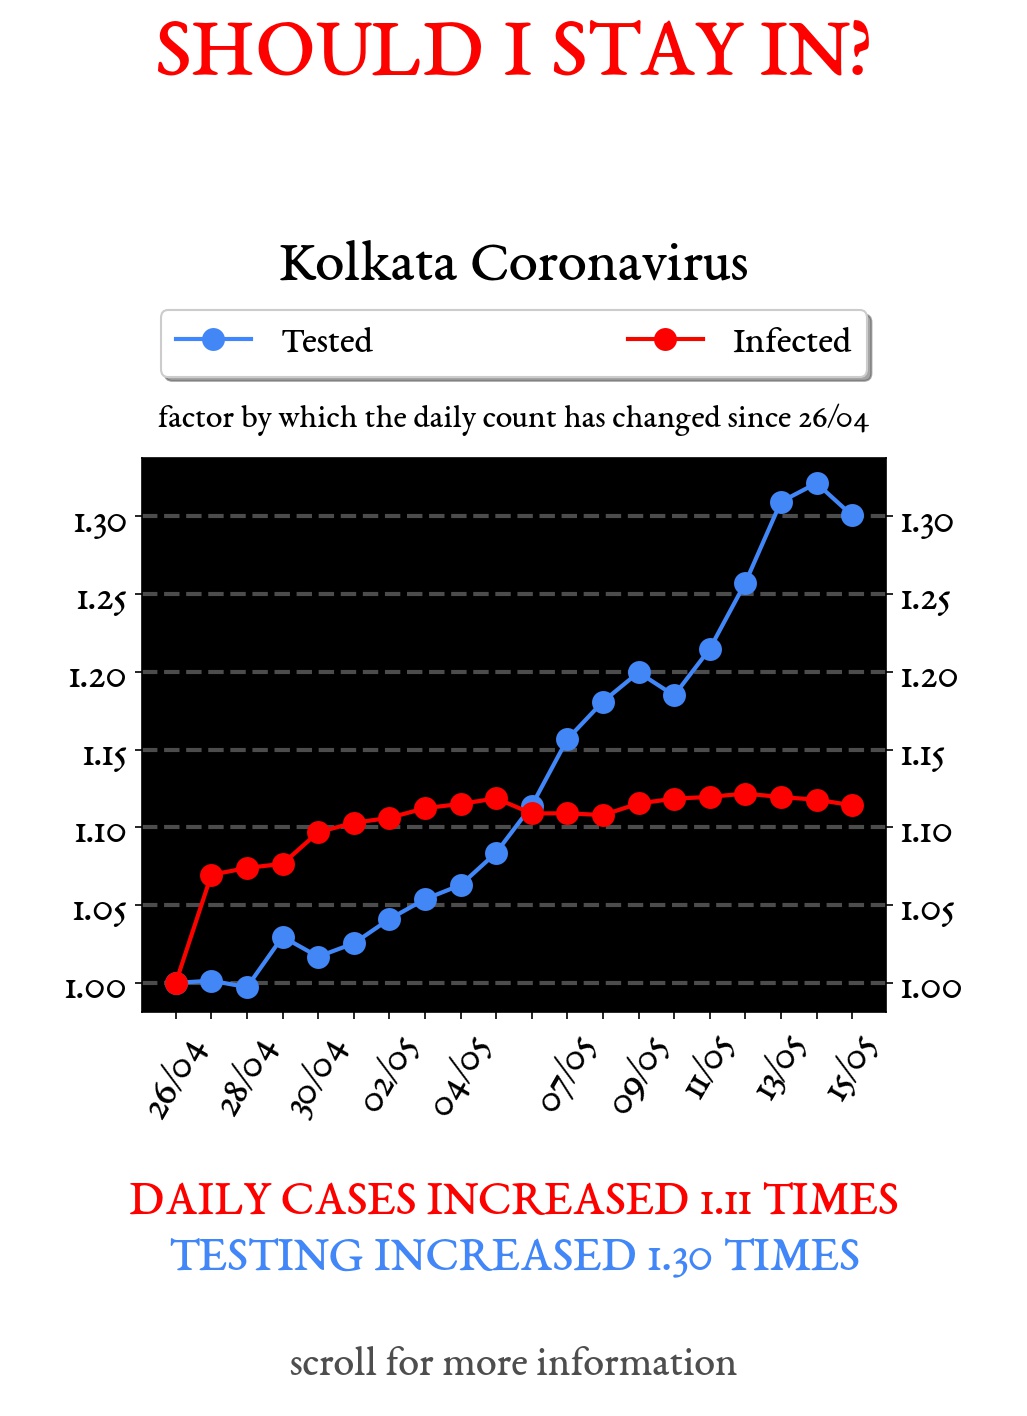 SHOULD I STAY IN?
Kolkata Coronavirus
Tested Infected
factor by which the daily count has changed since 26/04
1.30 1.30
1.25 1.25
1.20 1.20
1.15 1.15
1.10 1.10
1.05 1.05
1.00 1.00
26/04 28/04 30/04 02/05 04/05 07/05 09/05 11/05 13/05 15/05
DAILY CASES INCREASED 1.11 TIMES
TESTING INCREASED 1.30 TIMES
scroll for more information